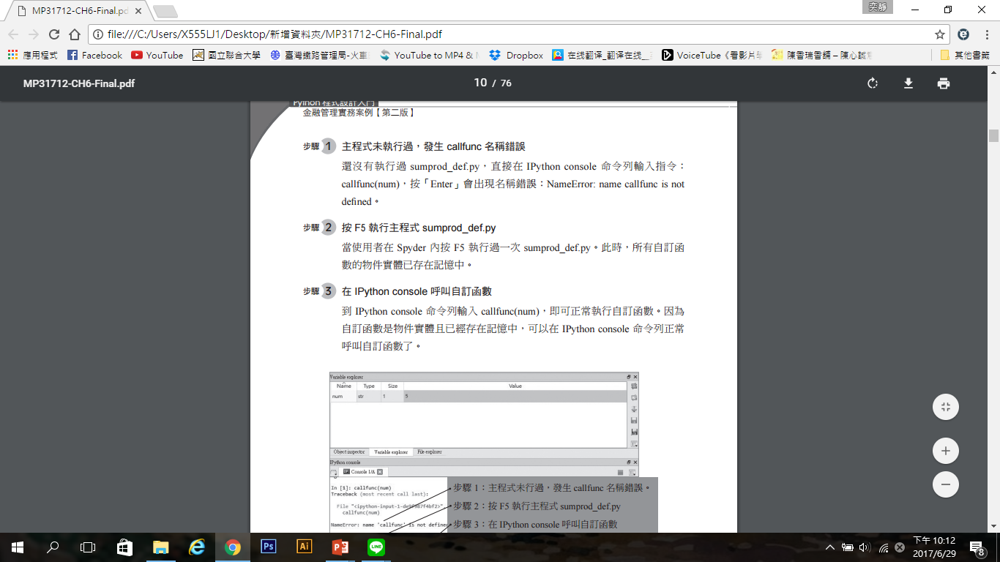 MP31712-CH6-Final.pd
奕靜
file:///C:/Users/X555LJ1/Desktop/新增資料夾/MP31712-CH6-Final.pdf
應用程式 Facebook YouTube 國立聯合大學 臺灣鐵路管理局-火車 YouTube to MP4 & Dropbox 在线翻译_翻译在线__ VoiceTube《看影片學 陳香瑞香舖 – 陳心誠 其他書籤
MP31712-CH6-Final.pdf 10 / 76
Python 程式設計入門
金融管理實務案例【第二版】
步驟 1 主程式未執行過，發生 callfunc 名稱錯誤
還沒有執行過 sumprod_def.py，直接在 IPython console 命令列輸入指令：
callfunc(num)，按「Enter」會出現名稱錯誤：NameError: name callfunc is not
defined。
步驟 2 按 F5 執行主程式 sumprod_def.py
當使用者在 Spyder 內按 F5 執行過一次 sumprod_def.py。此時，所有自訂函
數的物件實體已存在記憶中。
步驟 3 在 IPython console 呼叫自訂函數
到 IPython console 命令列輸入 callfunc(num)，即可正常執行自訂函數。因為
自訂函數是物件實體且已經存在記憶中，可以在 IPython console 命令列正常
呼叫自訂函數了。
Variable explorer
Name Type Size Value
num str 1 5
Object inspector Variable explorer File explorer
IPython console
Console 1/A
In [1]: callfunc(num)
Traceback (most recent call last):
File "<ipython-input-1-de9f987f4bf2>",
callfunc(num)
NameError: name 'callfunc' is not defined
步驟 1：主程式未行過，發生 callfunc 名稱錯誤。
步驟 2：按 F5 執行主程式 sumprod_def.py
步驟 3：在 IPython console 呼叫自訂函數
Ps Ai LINE
下午 10:12
2017/6/29
8